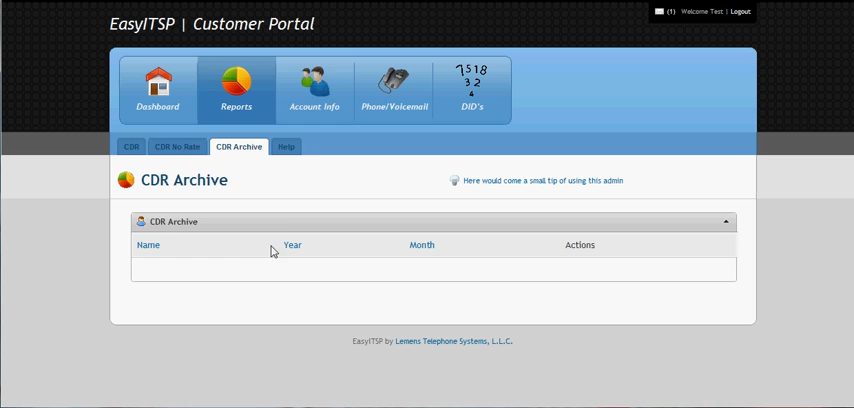 EasyITSP | Customer Portal
(1) Welcome Test | Logout
Dashboard
Reports
Account Info
Phone/Voicemail
7518
32
4
DID's
CDR
CDR No Rate
CDR Archive
Help
CDR Archive
Here would come a small tip of using this admin
CDR Archive
Name Year Month Actions
EasyITSP by Lemens Telephone Systems, L.L.C.